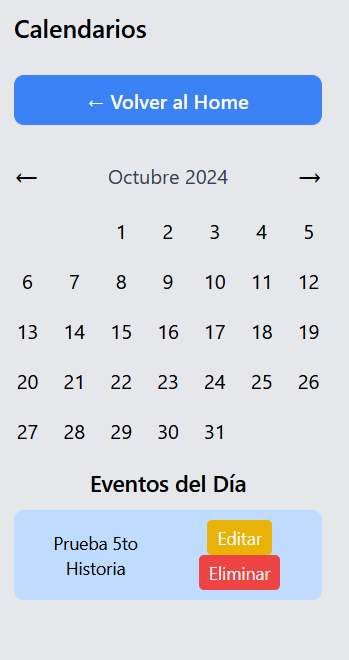 Calendarios
← Volver al Home
← Octubre 2024 →
1 2 3 4 5
6 7 8 9 10 11 12
13 14 15 16 17 18 19
20 21 22 23 24 25 26
27 28 29 30 31
Eventos del Día
Prueba 5to
Historia
Editar
Eliminar